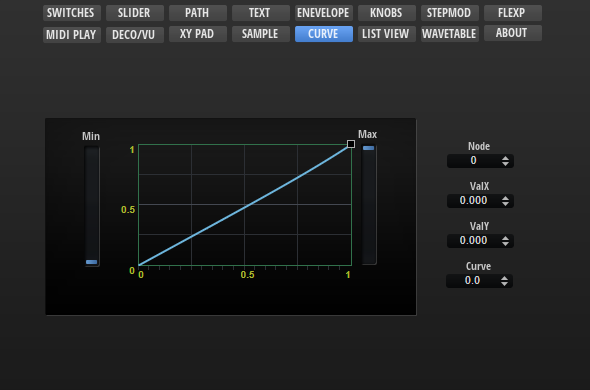 SWITCHES SLIDER PATH TEXT ENEVELOPE KNOBS STEPMOD FLEXP
MIDI PLAY DECO/VU XY PAD SAMPLE CURVE LIST VIEW WAVETABLE ABOUT
Min
Max
1
0.5
0
0 0.5 1
Node
0
ValX
0.000
ValY
0.000
Curve
0.0